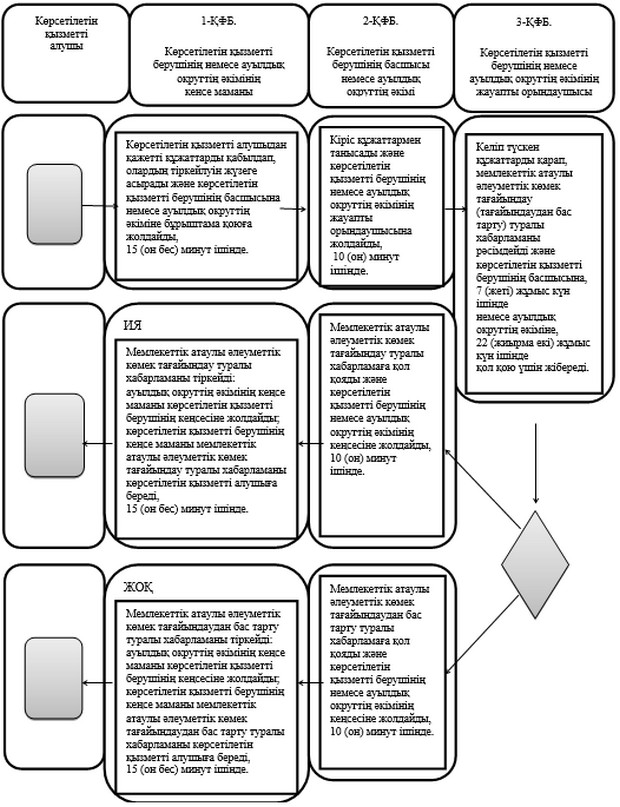 Көрсетілетін
қызметті
алушы
1-ҚФБ.
Көрсетілетін қызметті
берушінің немесе ауылдық
округтің әкімінің
кеңсе маманы
2-ҚФБ.
Көрсетілетін қызметті
берушінің басшысы
немесе ауылдық
округтің әкімі
3-ҚФБ.
Көрсетілетін қызметті
берушінің немесе
ауылдық округтің әкімінің
жауапты орындаушысы
Көрсетілетін қызметті алушыдан
қажетті құжаттарды қабылдап,
олардың тіркейлуін жүзеге
асырады және көрсетілетін
қызметті берушінің басшысына
немесе ауылдық округтің
әкіміне бұрыштама қоюға
жолдайды,
15 (он бес) минут ішінде.
Кіріс құжаттармен
танысады және
көрсетілетін
қызметті берушінің
немесе ауылдық
округтің әкімінің
жауапты
орындаушысына
жолдайды,
10 (он) минут
ішінде.
Келіп түскен
құжаттарды қарап,
мемлекеттік атаулы
әлеуметтік көмек
тағайындау
(тағайындаудан бас
тарту) туралы
хабарламаны
рәсімдейді және
көрсетілетін қызметті
берушінің басшысына,
7 (жеті) жұмыс күн
ішінде
немесе ауылдық
округтің әкіміне,
22 (жиырма екі) жұмыс
күн ішінде
қол қою үшін жібереді.
ИЯ
Мемлекеттік атаулы әлеуметтік
көмек тағайындау туралы
хабарламаны тіркейді:
ауылдық округтің әкімінің кеңсе
маманы көрсетілетін қызметті
берушінің кеңсесіне жолдайды;
көрсетілетін қызметті берушінің
кеңсе маманы мемлекеттік
атаулы әлеуметтік көмек
тағайындау туралы хабарламаны
көрсетілетін қызметті алушыға
береді,
15 (он бес) минут ішінде.
Мемлекеттік атаулы
әлеуметтік көмек
тағайындау туралы
хабарламаға қол
қояды және
көрсетілетін
қызметті берушінің
немесе ауылдық
округтің әкімінің
кеңсесіне жолдайды,
10 (он) минут
ішінде.
ЖОҚ
Мемлекеттік атаулы әлеуметтік
көмек тағайындаудан бас тарту
туралы хабарламаны тіркейді:
ауылдық округтің әкімінің кеңсе
маманы көрсетілетін қызметті
берушінің кеңсесіне жолдайды;
көрсетілетін қызметті берушінің
кеңсе маманы мемлекеттік
атаулы әлеуметтік көмек
тағайындаудан бас тарту туралы
хабарламаны көрсетілетін
қызметті алушыға береді,
15 (он бес) минут ішінде.
Мемлекеттік атаулы
әлеуметтік көмек
тағайындаудан бас
тарту туралы
хабарламаға қол
қояды және
көрсетілетін
қызметті берушінің
немесе ауылдық
округтің әкімінің
кеңсесіне жолдайды,
10 (он) минут ішінде.